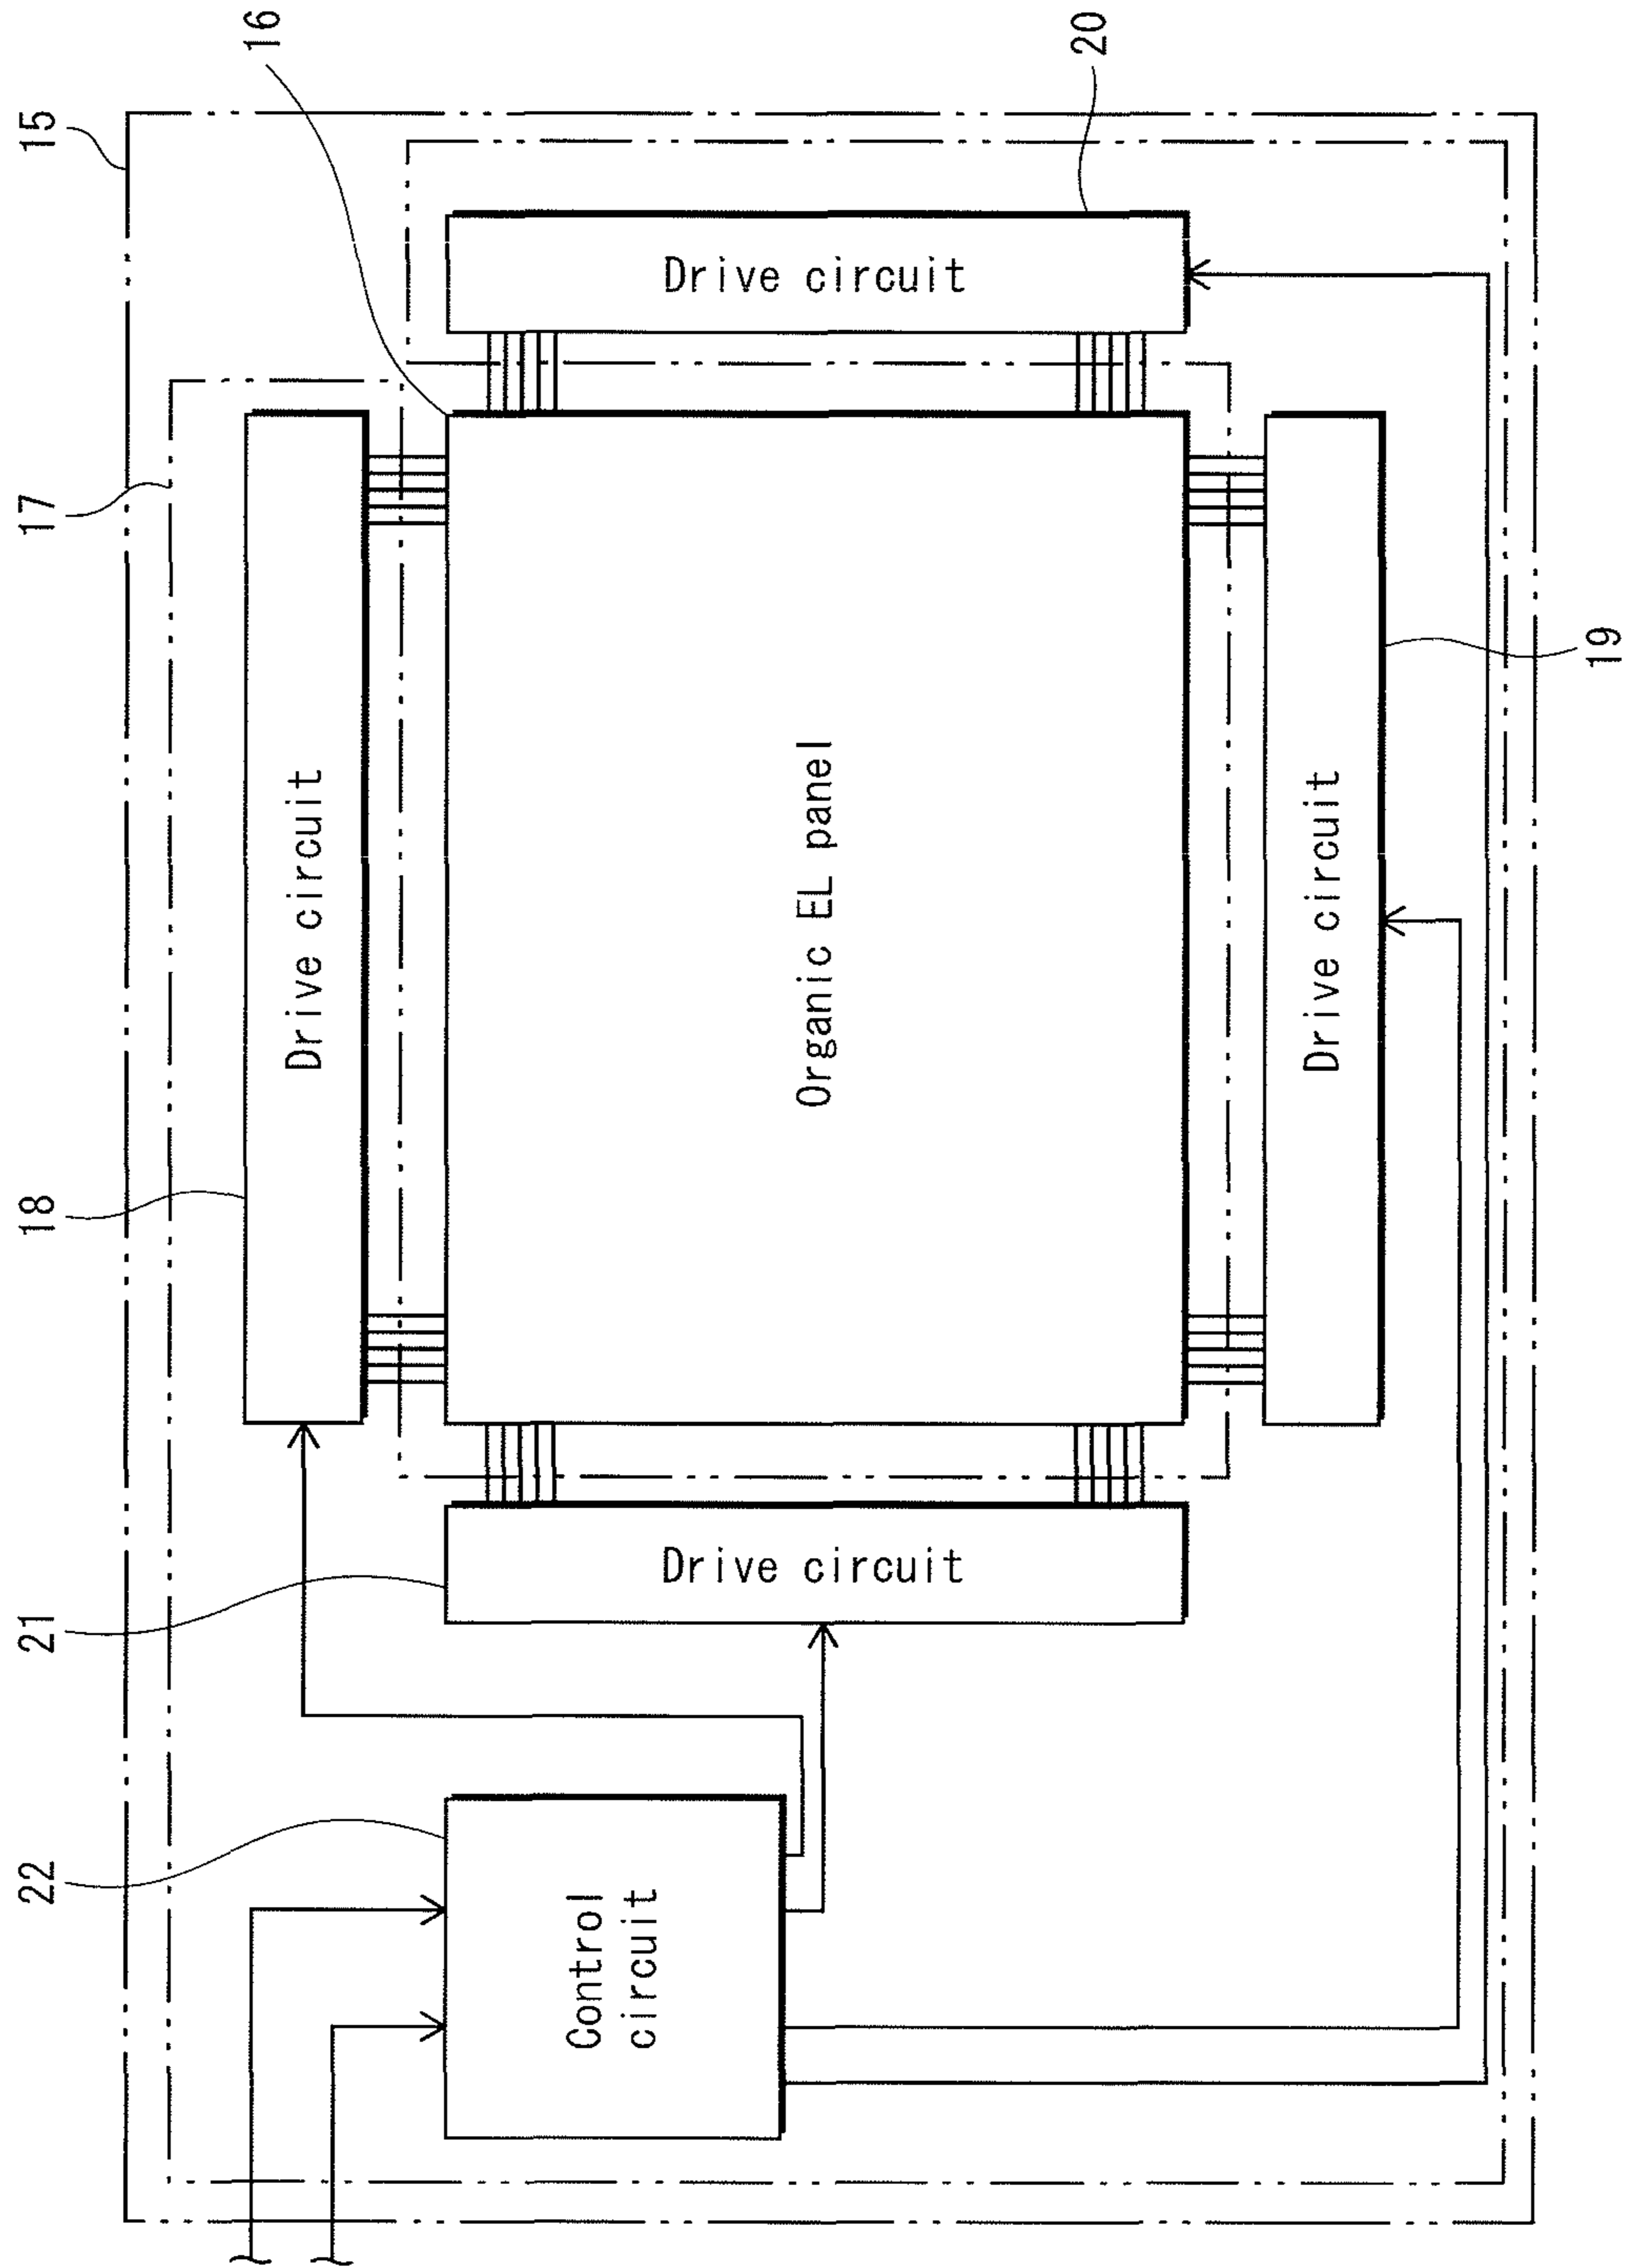 15
17
18
21
22
16
20
19
Drive circuit
Drive circuit
Organic EL panel
Drive circuit
Drive circuit
Control
circuit